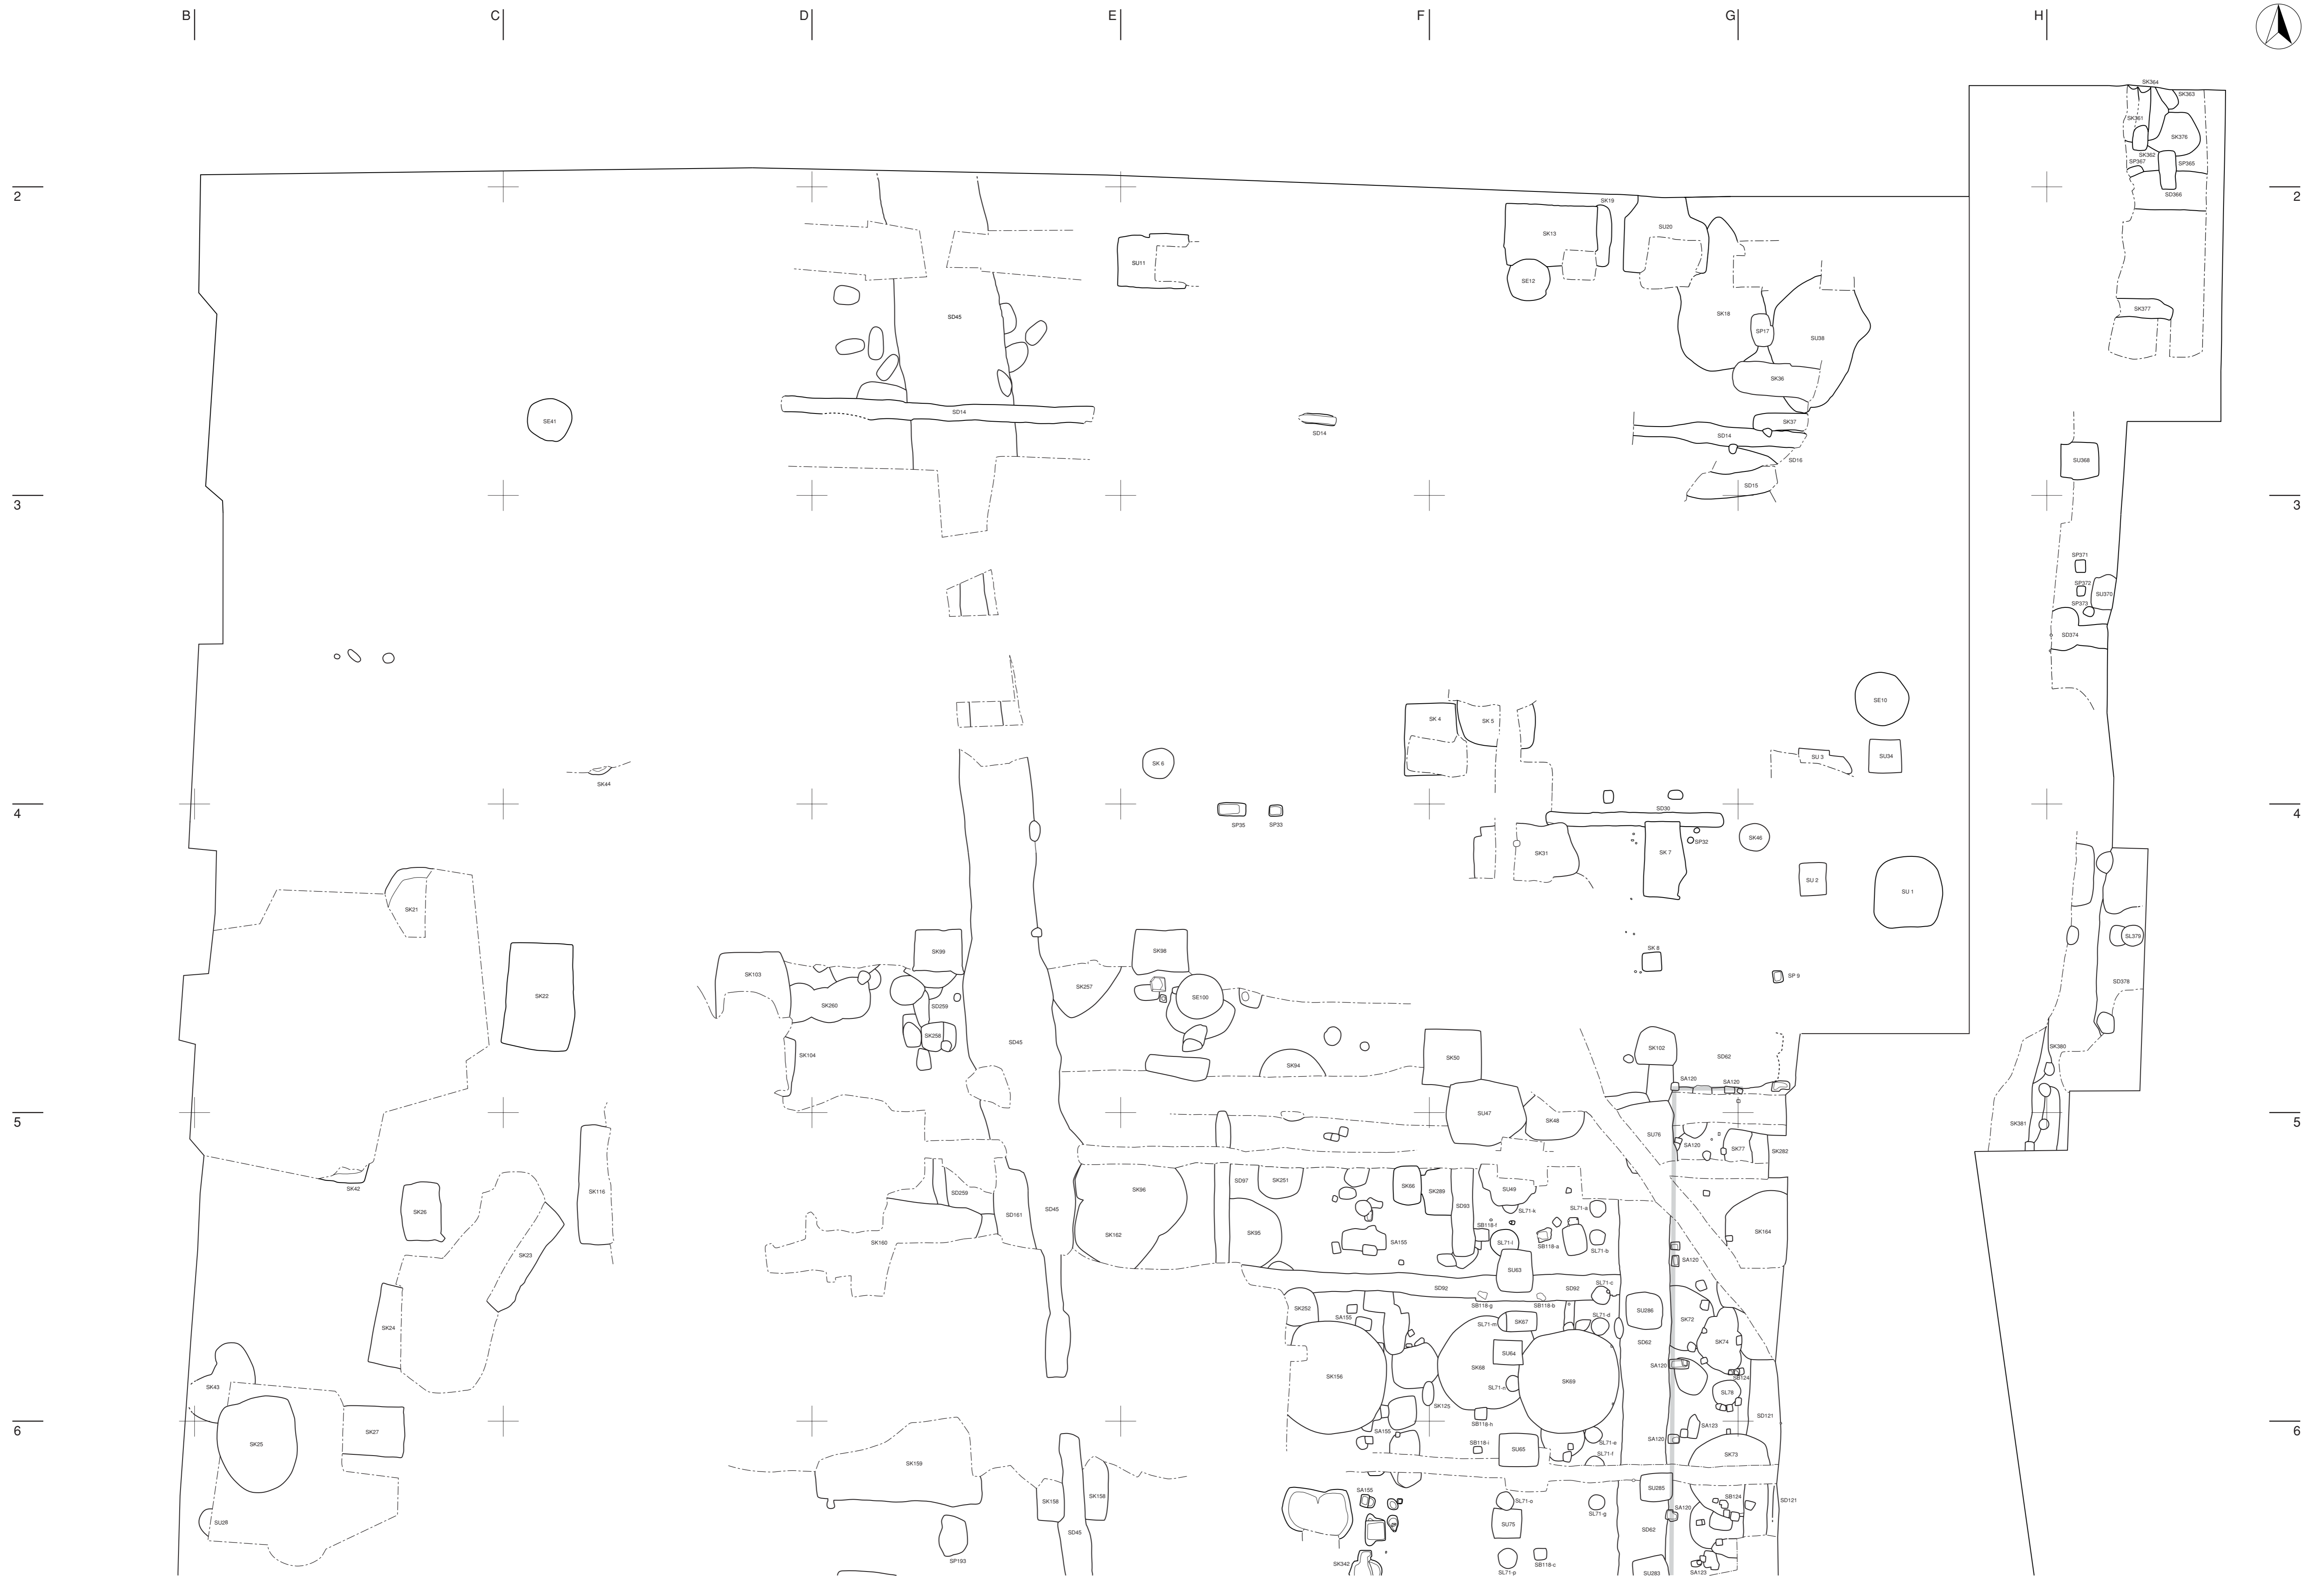 B C D E F G H
SK364
SK363
SK361
SK376
SK362
SP367 SP365
2 2
SD366
SK19
SK13 SU20
SU11
SE12
SK377
SK18
SD45
SP17
SU38
SK36
SD14
SE41 SK37
SD14 SD14
SD16
SU368
SD15
3 3
SP371
SP372
SU370
SP373
SD374
SE10
SK 4 SK 5
SU 3 SU34
SK 6
SK44
SD30
4 4
SP35 SP33
SK46
SP32
SK 7
SK31
SU 2
SU 1
SK21
SL379
SK99 SK98
SK 8
SK103 SP 9
SD378
SK257
SK22 SE100
SK260 SD259
SK258
SD45
SK380
SK102
SK104 SD62
SK50
SK94
SA120 SA120
SU47
SK48
5 5
SK381
SU76
SA120 SK77 SK282
SD97 SK251
SK42 SK66
SK96 SU49
SK116 SK289
SD259
SD93
SK26 SD45 SL71-a
SL71-k
SD161 SB118-f
SK162 SK95 SK164
SK160 SA155 SL71-l SB118-a
SL71-b
SK23
SA120
SU63
SL71-c
SD92 SD92
SB118-g SB118-b
SK252 SU286
SA155 SL71-d
SK72
SL71-m SK67
SK24
SD62 SK74
SU64
SK68 SA120
SK156
SB124
SK69
SK43 SL71-n
SL78
SK125
SD121
SB118-h
6 6
SA123
SK27 SA155
SA120
SK25 SB118-i SL71-e
SU65
SL71-f SK73
SK159
SU285
SA155
SK158 SK158 SB124
SL71-o SD121
SA120
SL71-g
SU28 SU75
SD45 SD62
SP193
SK342 SB118-c
SL71-p SU283 SA123